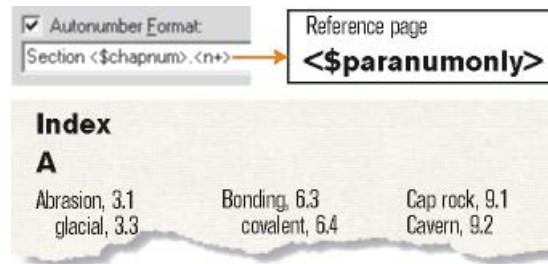 Autonumber Format:
Section <$chapnum>.<n+>
Reference page
<$paranumonly>
Index
A
Abrasion, 3.1
glacial, 3.3
Bonding, 6.3
covalent, 6.4
Cap rock, 9.1
Cavern, 9.2